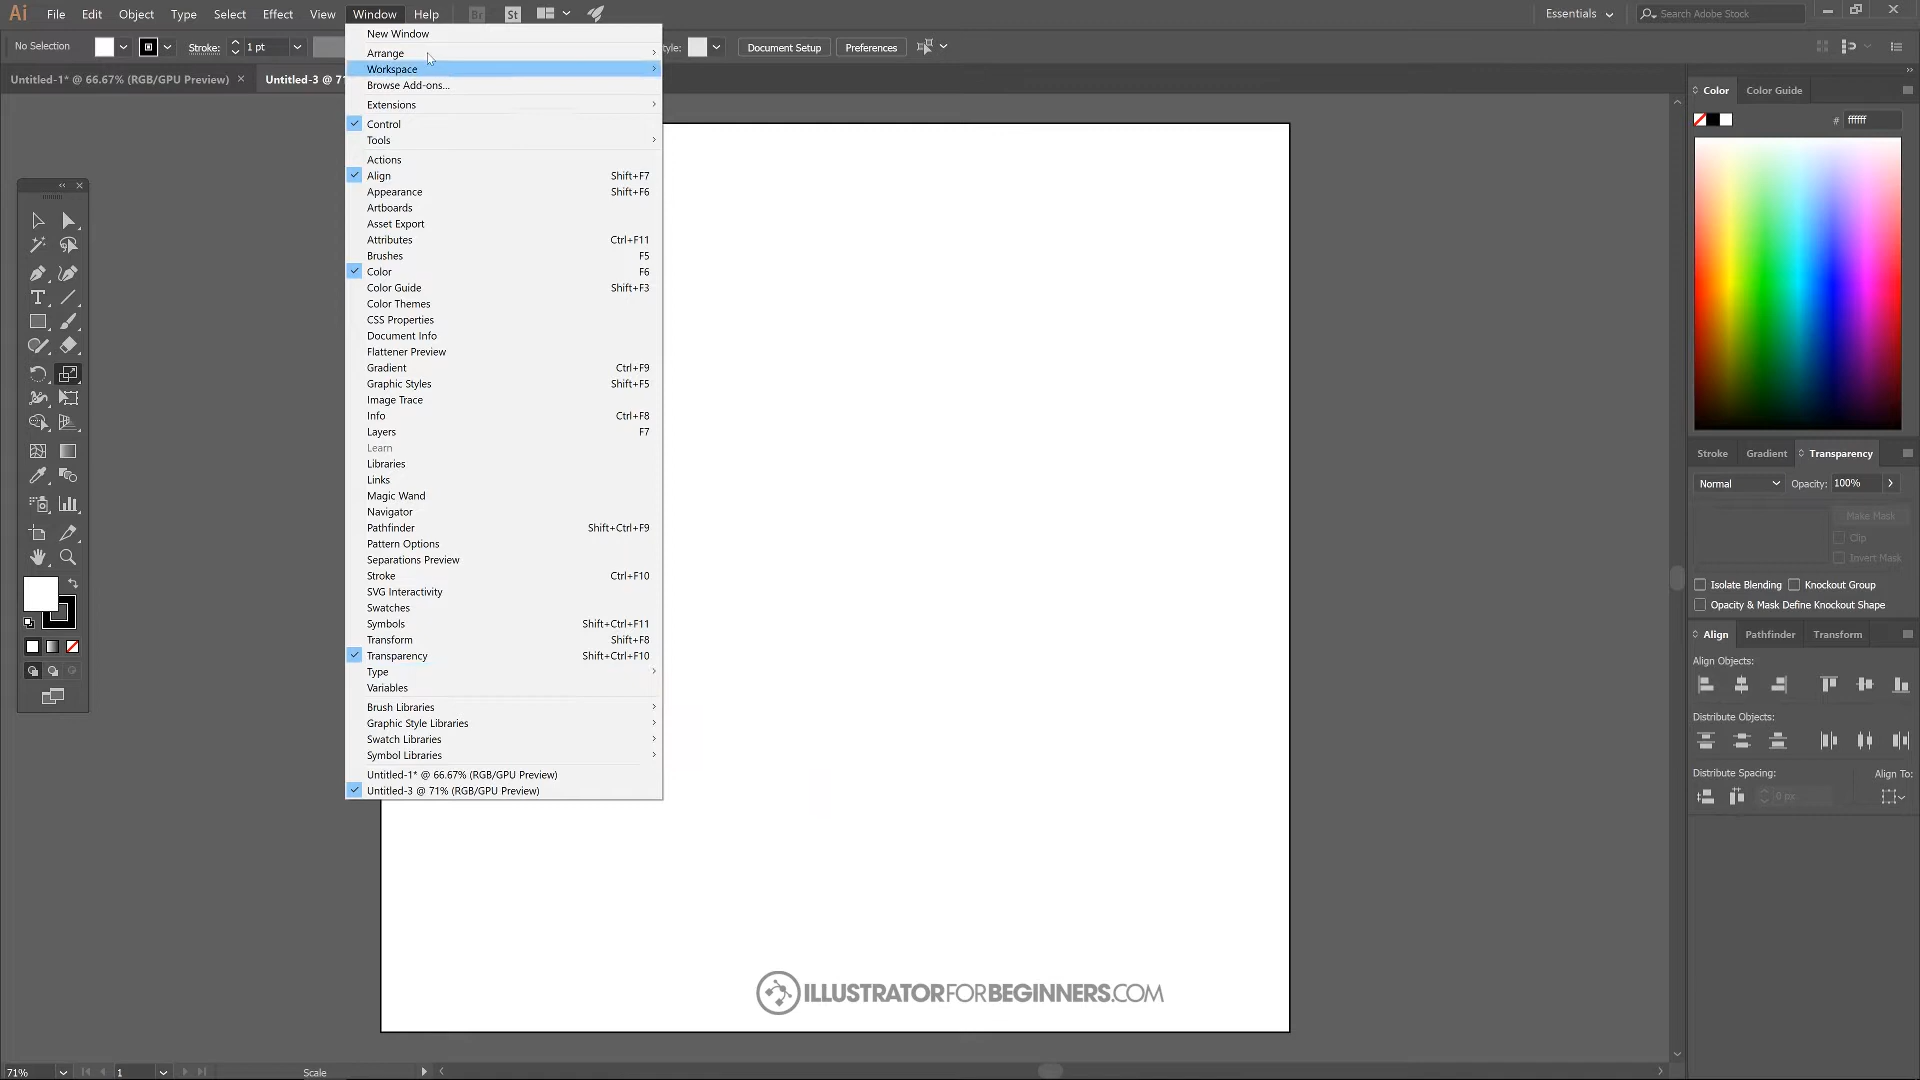 Ai File Edit Object Type Select Effect View Window Help Br St Essentials Search Adobe Stock
No Selection Stroke: 1 pt Document Setup Preferences
Untitled-1* @ 66.67% (RGB/GPU Preview) × Untitled-3 @ 71
New Window
Arrange
Workspace
Browse Add-ons...
Extensions
Control
Tools
Actions
Align Shift+F7
Appearance Shift+F6
Artboards
Asset Export
Attributes Ctrl+F11
Brushes F5
Color F6
Color Guide Shift+F3
Color Themes
CSS Properties
Document Info
Flattener Preview
Gradient Ctrl+F9
Graphic Styles Shift+F5
Image Trace
Info Ctrl+F8
Layers F7
Learn
Libraries
Links
Magic Wand
Navigator
Pathfinder Shift+Ctrl+F9
Pattern Options
Separations Preview
Stroke Ctrl+F10
SVG Interactivity
Swatches
Symbols Shift+Ctrl+F11
Transform Shift+F8
Transparency Shift+Ctrl+F10
Type
Variables
Brush Libraries
Graphic Style Libraries
Swatch Libraries
Symbol Libraries
Untitled-1* @ 66.67% (RGB/GPU Preview)
Untitled-3 @ 71% (RGB/GPU Preview)
Color Color Guide
# ffffff
Stroke Gradient Transparency
Normal Opacity: 100%
Make Mask
Clip
Invert Mask
Isolate Blending Knockout Group
Opacity & Mask Define Knockout Shape
Align Pathfinder Transform
Align Objects:
Distribute Objects:
Distribute Spacing: Align To:
0 px
ILLUSTRATORFORBEGINNERS.COM
71% 1 Scale